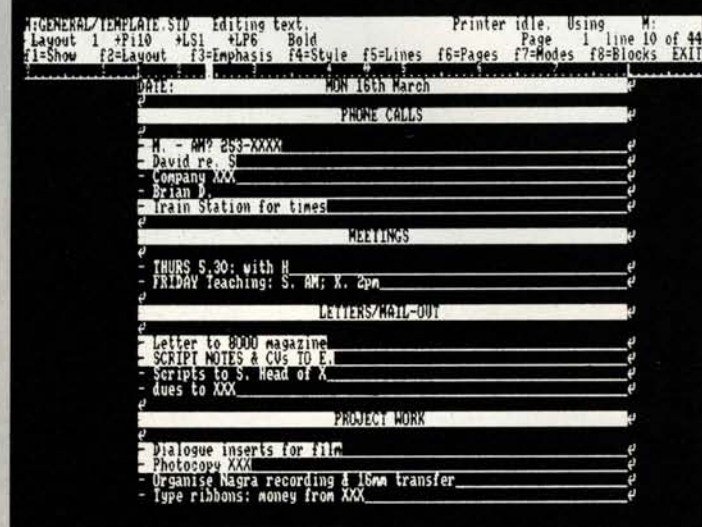 M:GENERAL/TEMPLATE.STD Editing text. Printer idle. Using M:
Layout 1 +Pi10 +LS1 +LP6 Bold Page 1 line 10 of 44
f1=Show f2=Layout f3=Emphasis f4=Style f5=Lines f6=Pages f7=Modes f8=Blocks EXIT
DATE: MON 16th March
PHONE CALLS
- M. - AM? 253-XXXX
- David re. S
- Company XXX
- Brian D.
- Train Station for times
MEETINGS
- THURS 5.30: with H
- FRIDAY Teaching: S. AM; X. 2pm
LETTERS/MAIL-OUT
- Letter to 8000 magazine
- SCRIPT NOTES & CVs TO E.
- Scripts to S. Head of X
- dues to XXX
PROJECT WORK
- Dialogue inserts for film
- Photocopy XXX
- Organise Nagra recording & 16mm transfer
- Type ribbons: money from XXX